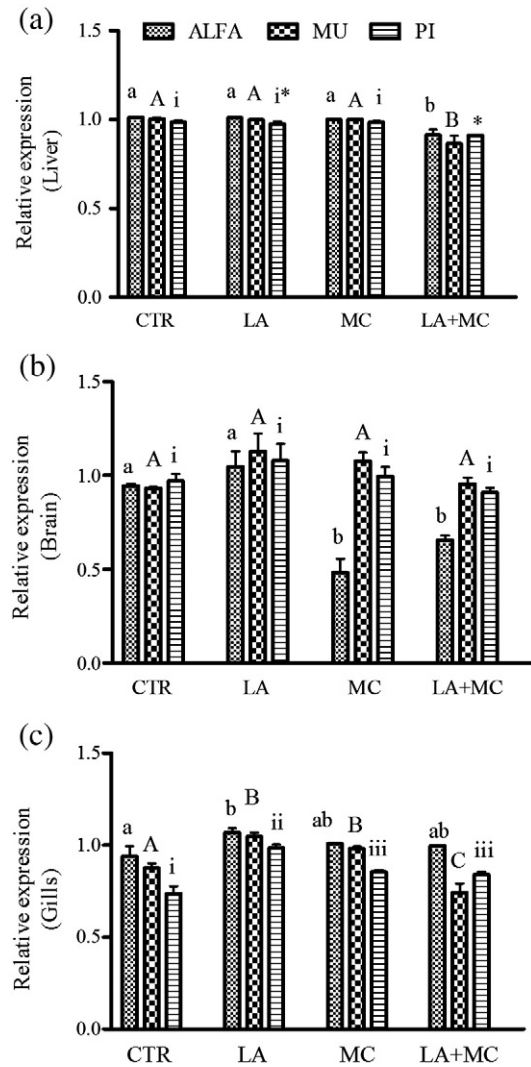 (a)
1.5
ALFA MU PI
a A i a A i* a A i b B *
1.0
0.5
0.0
Relative expression
(Liver)
CTR LA MC LA+MC
(b)
1.5
a A i a A i b A i b A i
1.0
0.5
0.0
Relative expression
(Brain)
CTR LA MC LA+MC
(c)
1.5
a A i b B ii ab B iii ab C iii
1.0
0.5
0.0
Relative expression
(Gills)
CTR LA MC LA+MC